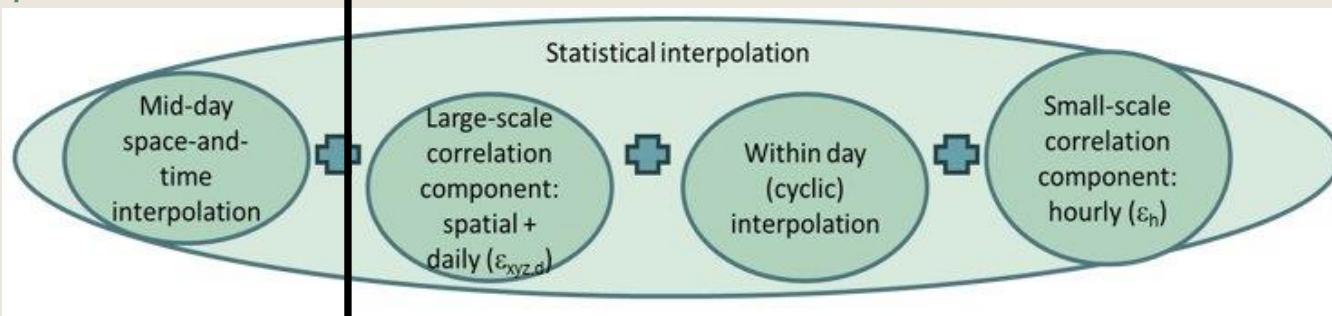 Statistical interpolation
Mid-day
space-and-
time
interpolation
Large-scale
correlation
component:
spatial +
daily (εxyz,d)
Within day
(cyclic)
interpolation
Small-scale
correlation
component:
hourly (εh)